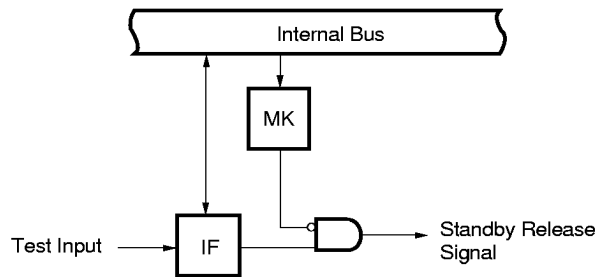 Internal Bus
MK
Test Input
IF
Standby Release
Signal